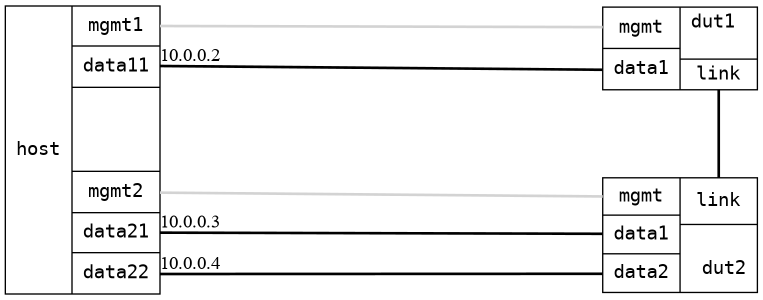 mgmt1
data11
host
mgmt2
data21
data22
10.0.0.2
10.0.0.3
10.0.0.4
mgmt
dut1
data1
link
mgmt
link
data1
data2
dut2